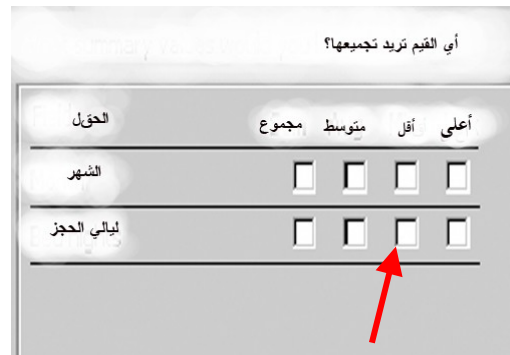 أي القيم تريد تجميعها؟
أعلى أقل متوسط مجموع الحقل
الشهر
ليالي الحجز